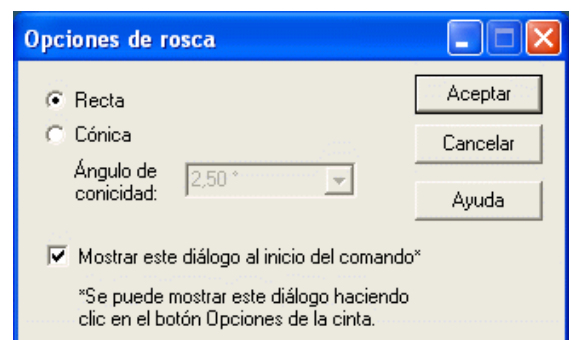 Opciones de rosca
Recta
Aceptar
Cónica
Cancelar
Ángulo de
conicidad:
2,50 °
Ayuda
Mostrar este diálogo al inicio del comando*
*Se puede mostrar este diálogo haciendo
clic en el botón Opciones de la cinta.